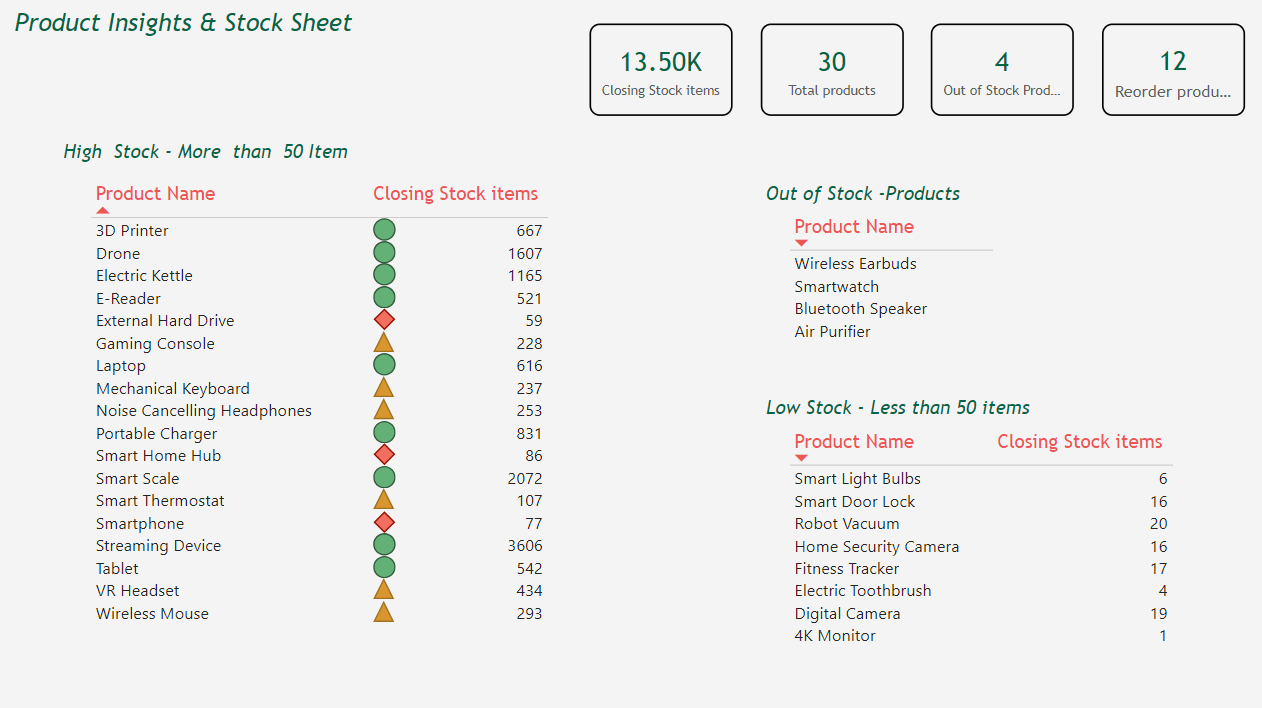 Product Insights & Stock Sheet
13.50K
Closing Stock items
30
Total products
4
Out of Stock Prod...
12
Reorder produ...
High Stock - More than 50 Item
Product Name Closing Stock items
3D Printer 667
Drone 1607
Electric Kettle 1165
E-Reader 521
External Hard Drive 59
Gaming Console 228
Laptop 616
Mechanical Keyboard 237
Noise Cancelling Headphones 253
Portable Charger 831
Smart Home Hub 86
Smart Scale 2072
Smart Thermostat 107
Smartphone 77
Streaming Device 3606
Tablet 542
VR Headset 434
Wireless Mouse 293
Out of Stock -Products
Product Name
Wireless Earbuds
Smartwatch
Bluetooth Speaker
Air Purifier
Low Stock - Less than 50 items
Product Name Closing Stock items
Smart Light Bulbs 6
Smart Door Lock 16
Robot Vacuum 20
Home Security Camera 16
Fitness Tracker 17
Electric Toothbrush 4
Digital Camera 19
4K Monitor 1